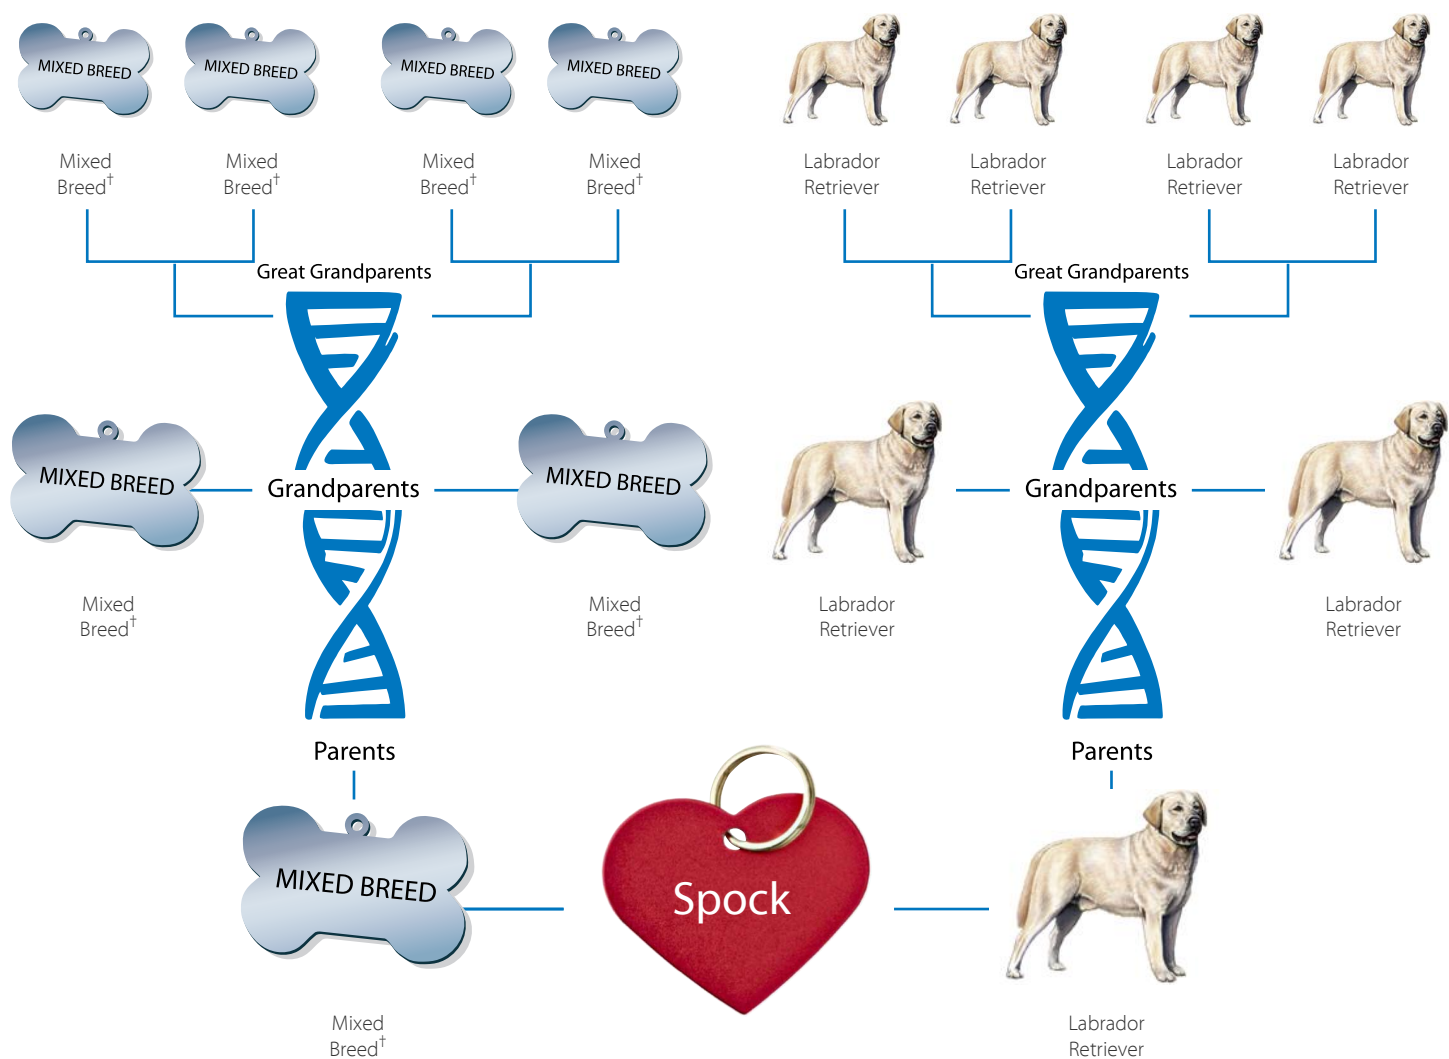 MIXED BREED
MIXED BREED
MIXED BREED
MIXED BREED
Mixed
Breed†
Mixed
Breed†
Mixed
Breed†
Mixed
Breed†
Labrador
Retriever
Labrador
Retriever
Labrador
Retriever
Labrador
Retriever
Great Grandparents
Great Grandparents
MIXED BREED
Grandparents
MIXED BREED
Grandparents
Mixed
Breed†
Mixed
Breed†
Labrador
Retriever
Labrador
Retriever
Parents
Parents
MIXED BREED
Spock
Mixed
Breed†
Labrador
Retriever